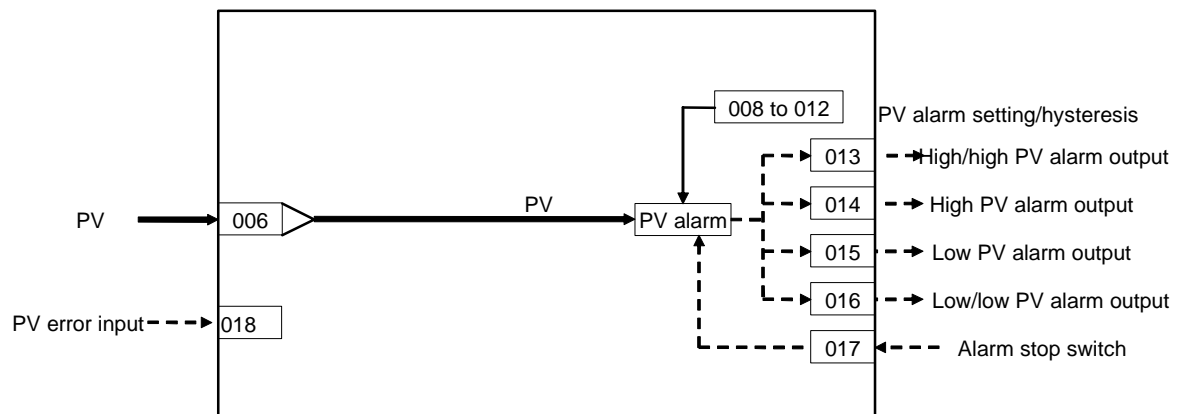 008 to 012
PV alarm setting/hysteresis
013
High/high PV alarm output
PV
006
PV
PV alarm
014
High PV alarm output
015
Low PV alarm output
016
Low/low PV alarm output
PV error input
018
017
Alarm stop switch